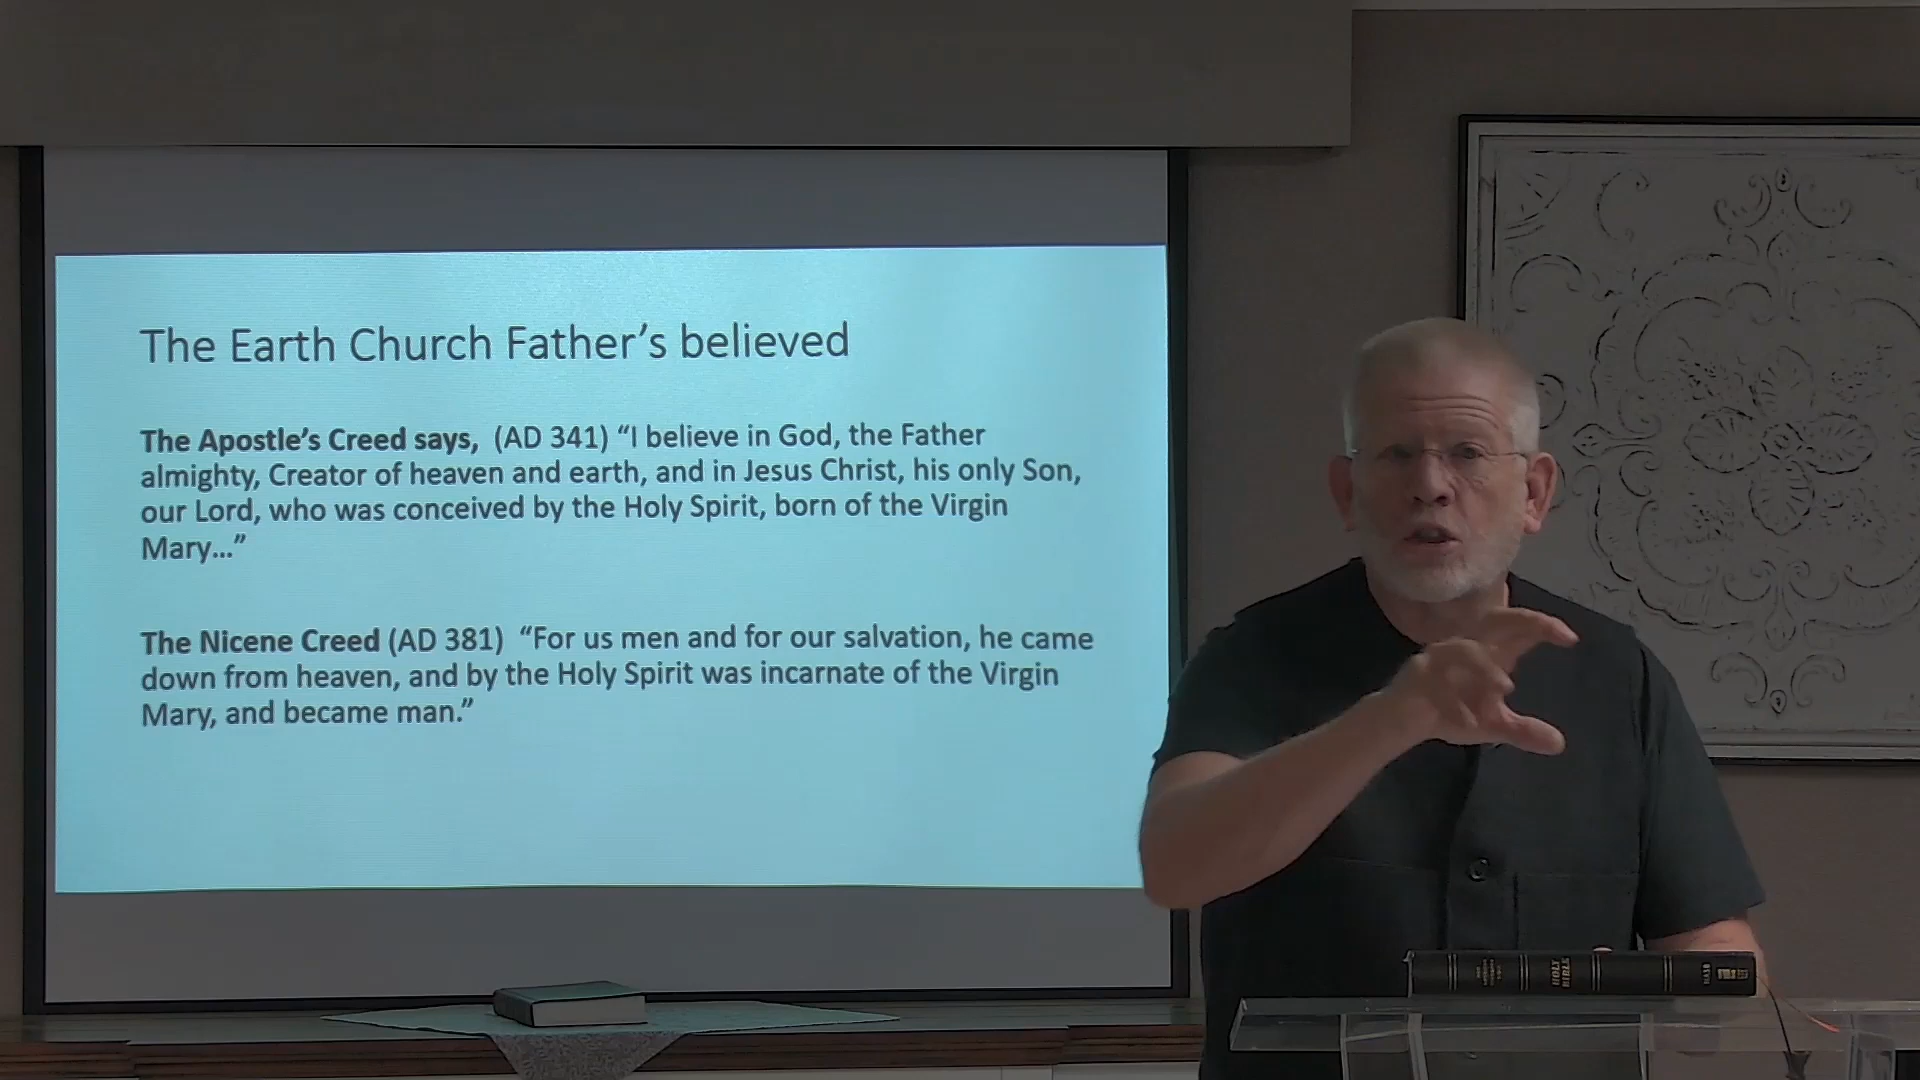 The Earth Church Father’s believed
The Apostle’s Creed says, (AD 341) “I believe in God, the Father
almighty, Creator of heaven and earth, and in Jesus Christ, his only Son,
our Lord, who was conceived by the Holy Spirit, born of the Virgin
Mary...”
The Nicene Creed (AD 381) “For us men and for our salvation, he came
down from heaven, and by the Holy Spirit was incarnate of the Virgin
Mary, and became man.”
HOLY
BIBLE